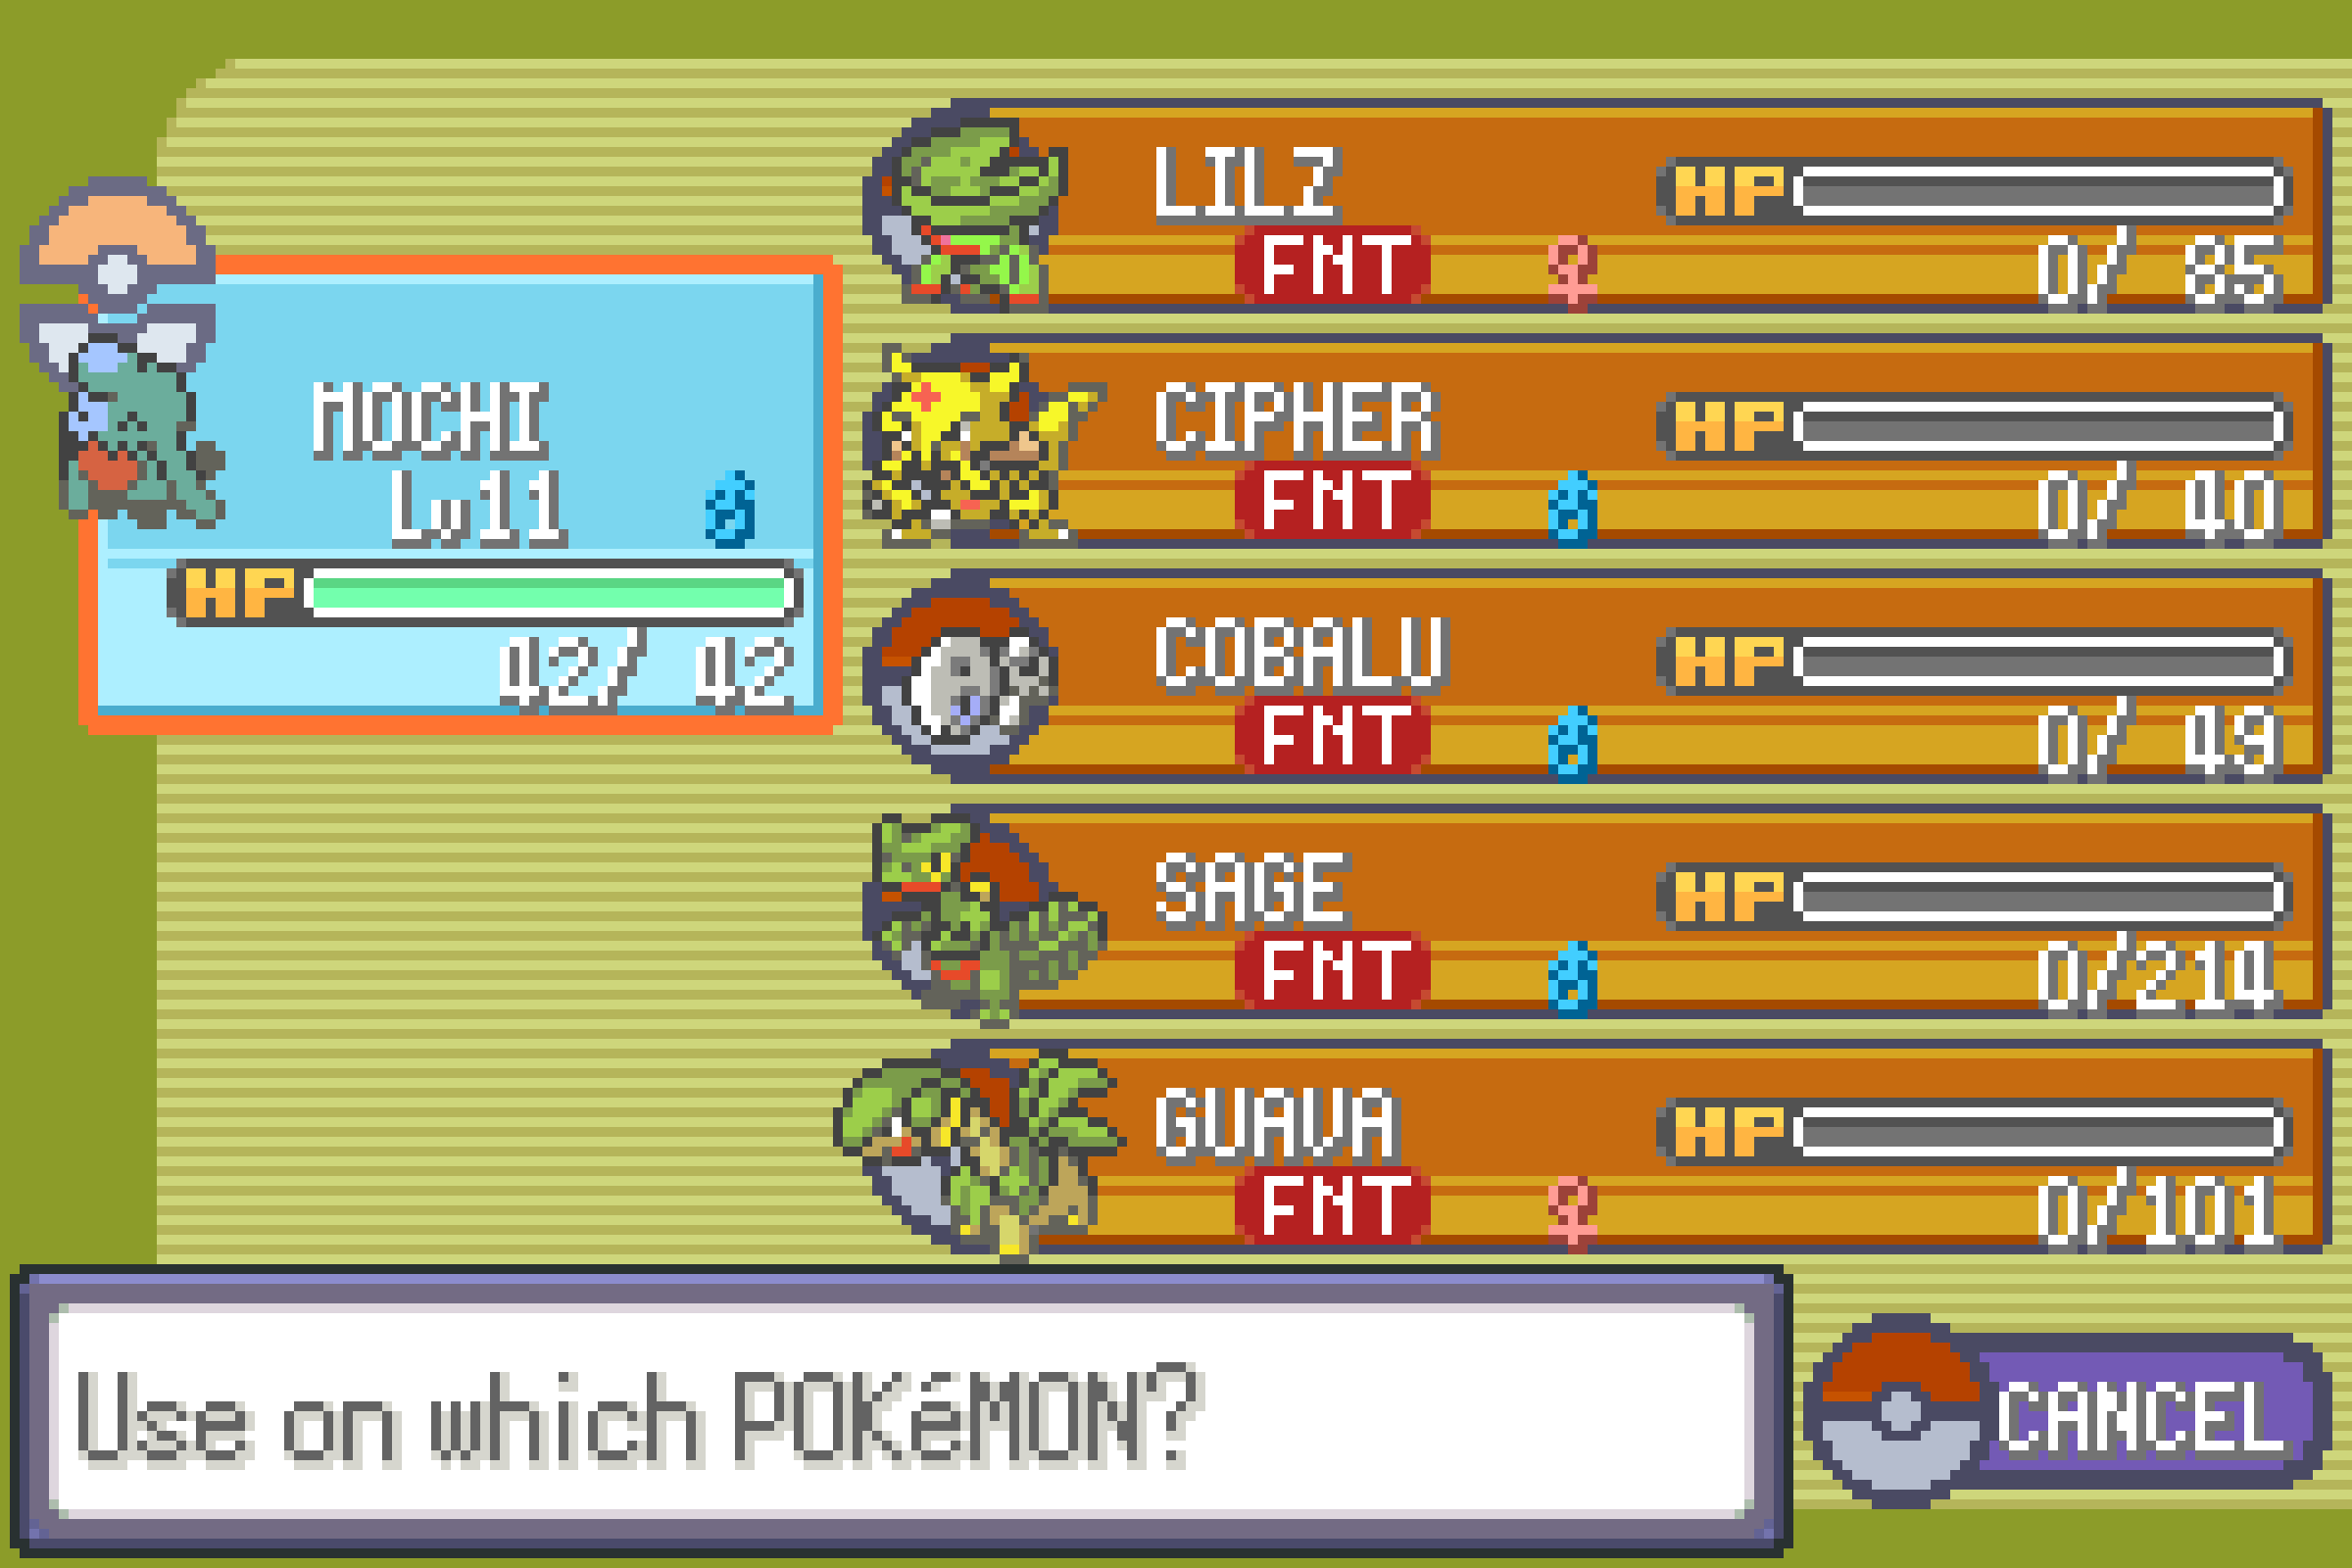 MOCHI
Lv11 ♂
HP
42/ 42
LILZ
HP
FNT ♀ 0/ 85
CIPHER
HP
FNT ♂ 0/ 40
COBALU
HP
FNT ♂ 0/ 49
SAGE
HP
FNT ♂ 0/214
GUAVA
HP
FNT ♀ 0/101
Use on which POKéMON?
CANCEL